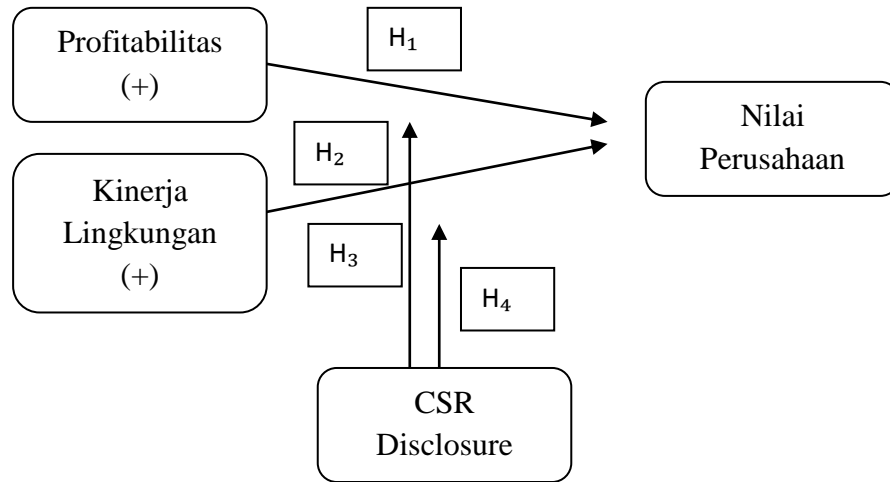 Profitabilitas
(+)
H₁
Nilai
Perusahaan
H₂
Kinerja
Lingkungan
(+)
H₃
H₄
CSR
Disclosure